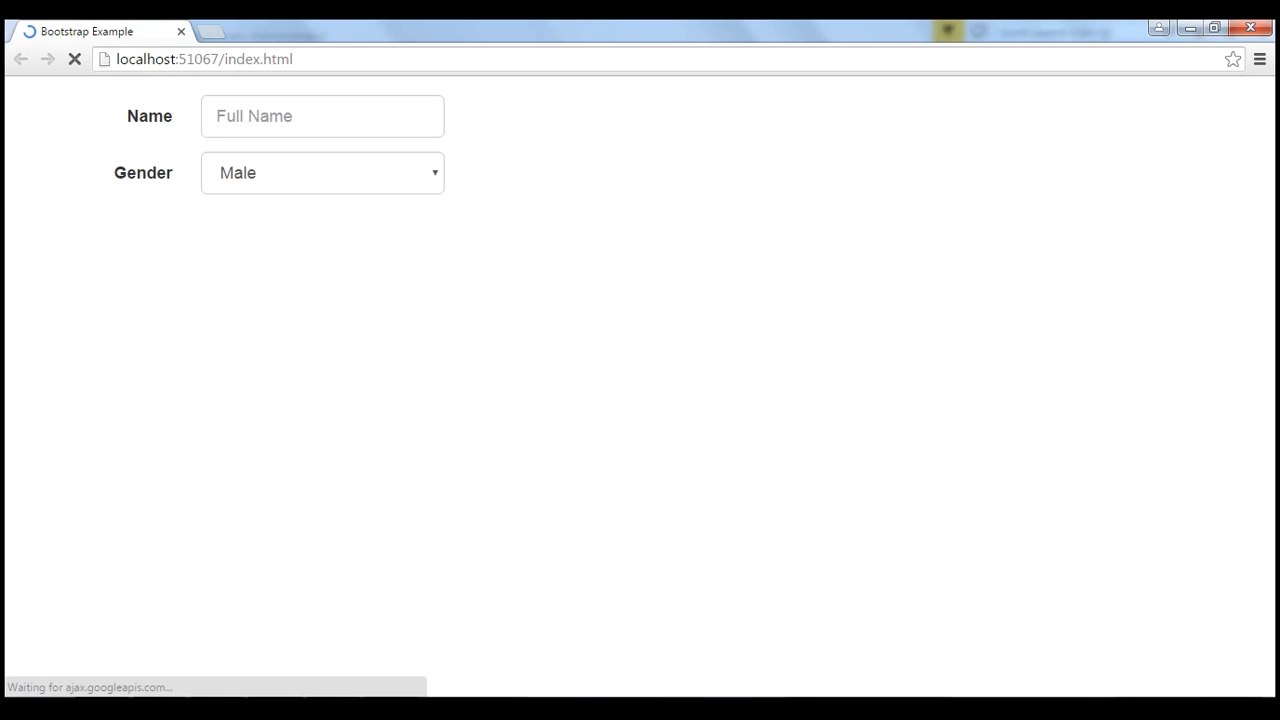 Bootstrap Example
localhost:51067/index.html
Name
Full Name
Gender
Male
Waiting for ajax.googleapis.com...